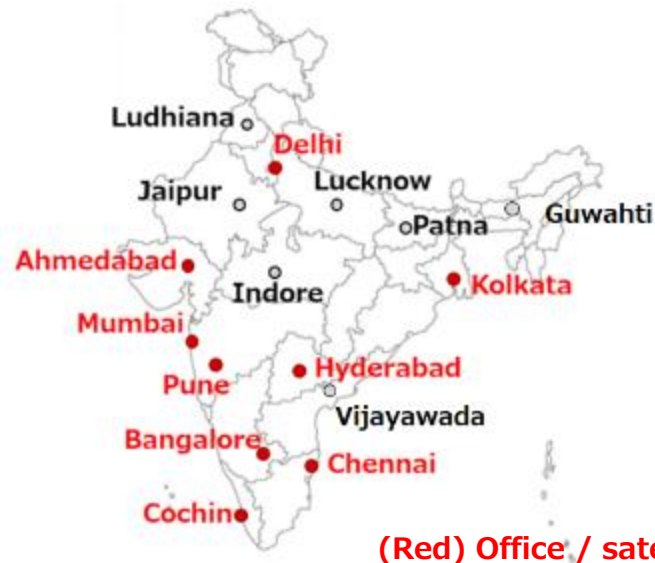 Ludhiana
Delhi
Jaipur
Lucknow
Patna
Guwahti
Ahmedabad
Indore
Kolkata
Mumbai
Pune
Hyderabad
Vijayawada
Bangalore
Chennai
Cochin
(Red) Office /